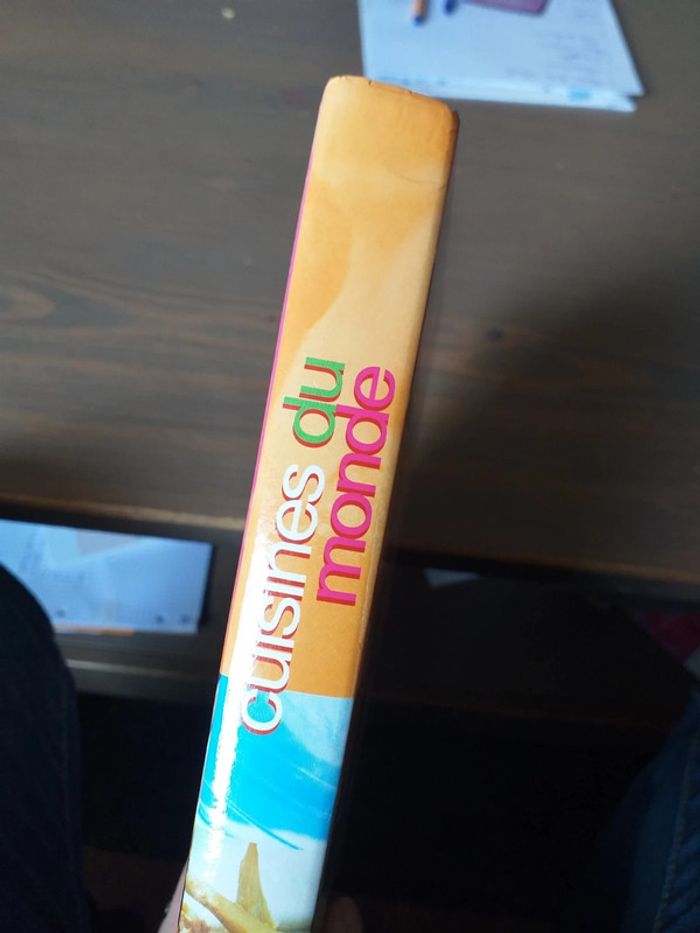 cuisines du
monde